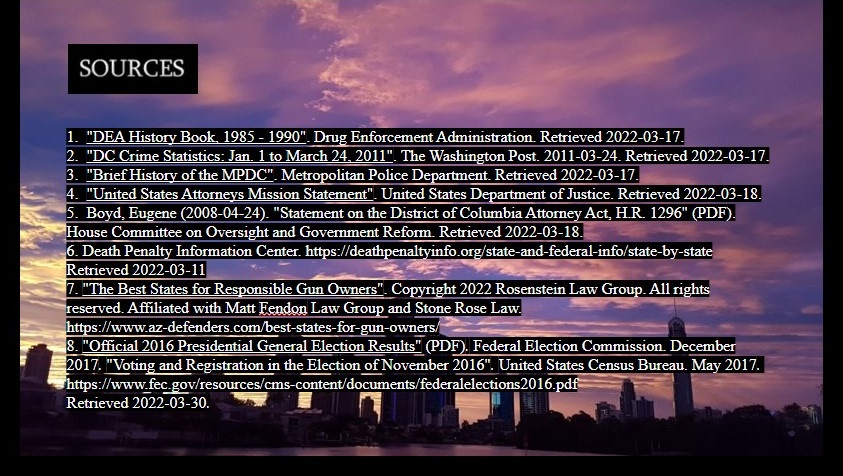 SOURCES
1. "DEA History Book, 1985 - 1990". Drug Enforcement Administration. Retrieved 2022-03-17.
2. "DC Crime Statistics: Jan. 1 to March 24, 2011". The Washington Post. 2011-03-24. Retrieved 2022-03-17.
3. "Brief History of the MPDC". Metropolitan Police Department. Retrieved 2022-03-17.
4. "United States Attorneys Mission Statement". United States Department of Justice. Retrieved 2022-03-18.
5. Boyd, Eugene (2008-04-24). "Statement on the District of Columbia Attorney Act, H.R. 1296" (PDF).
House Committee on Oversight and Government Reform. Retrieved 2022-03-18.
6. Death Penalty Information Center. https://deathpenaltyinfo.org/state-and-federal-info/state-by-state
Retrieved 2022-03-11
7. "The Best States for Responsible Gun Owners". Copyright 2022 Rosenstein Law Group. All rights
reserved. Affiliated with Matt Fendon Law Group and Stone Rose Law.
https://www.az-defenders.com/best-states-for-gun-owners/
8. "Official 2016 Presidential General Election Results" (PDF). Federal Election Commission. December
2017. "Voting and Registration in the Election of November 2016". United States Census Bureau. May 2017.
https://www.fec.gov/resources/cms-content/documents/federalelections2016.pdf
Retrieved 2022-03-30.